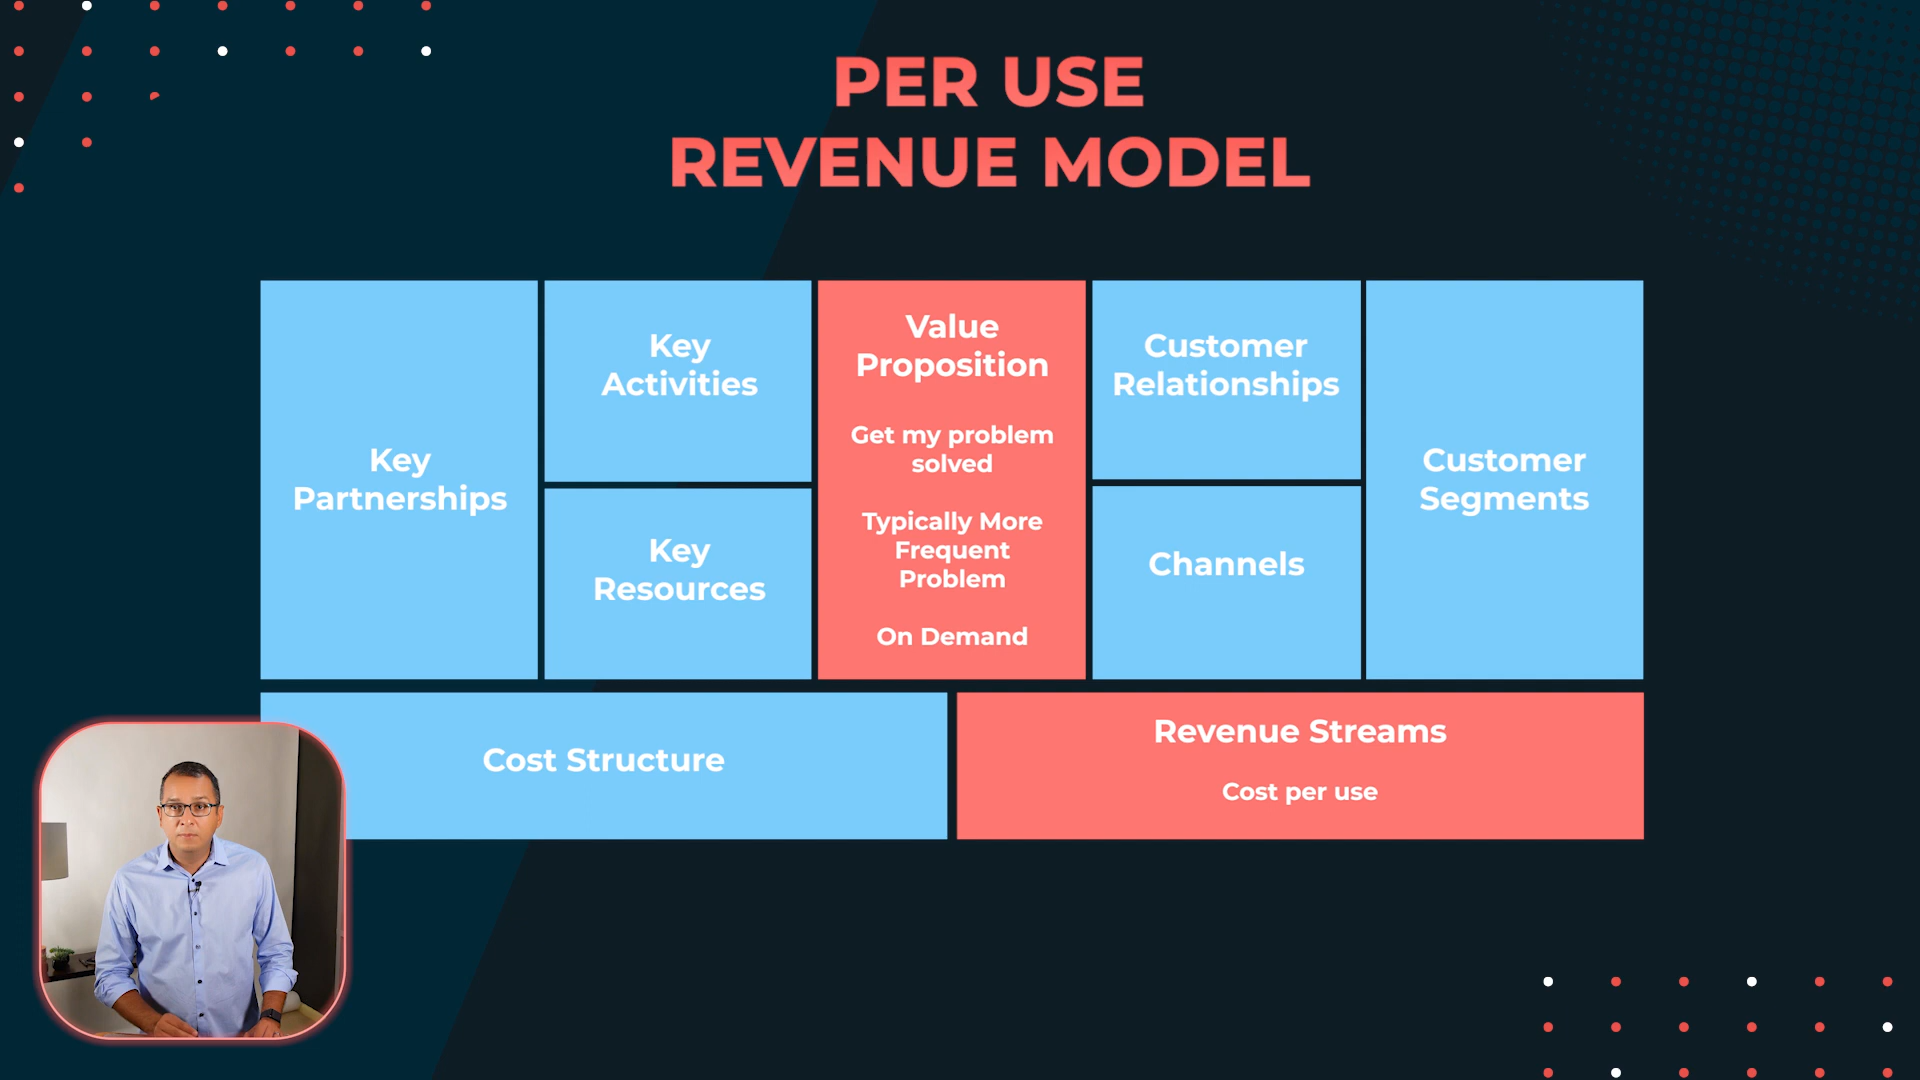 PER USE
REVENUE MODEL
Key
Partnerships
Key
Activities
Key
Resources
Value
Proposition
Get my problem
solved
Typically More
Frequent
Problem
On Demand
Customer
Relationships
Channels
Customer
Segments
Cost Structure
Revenue Streams
Cost per use